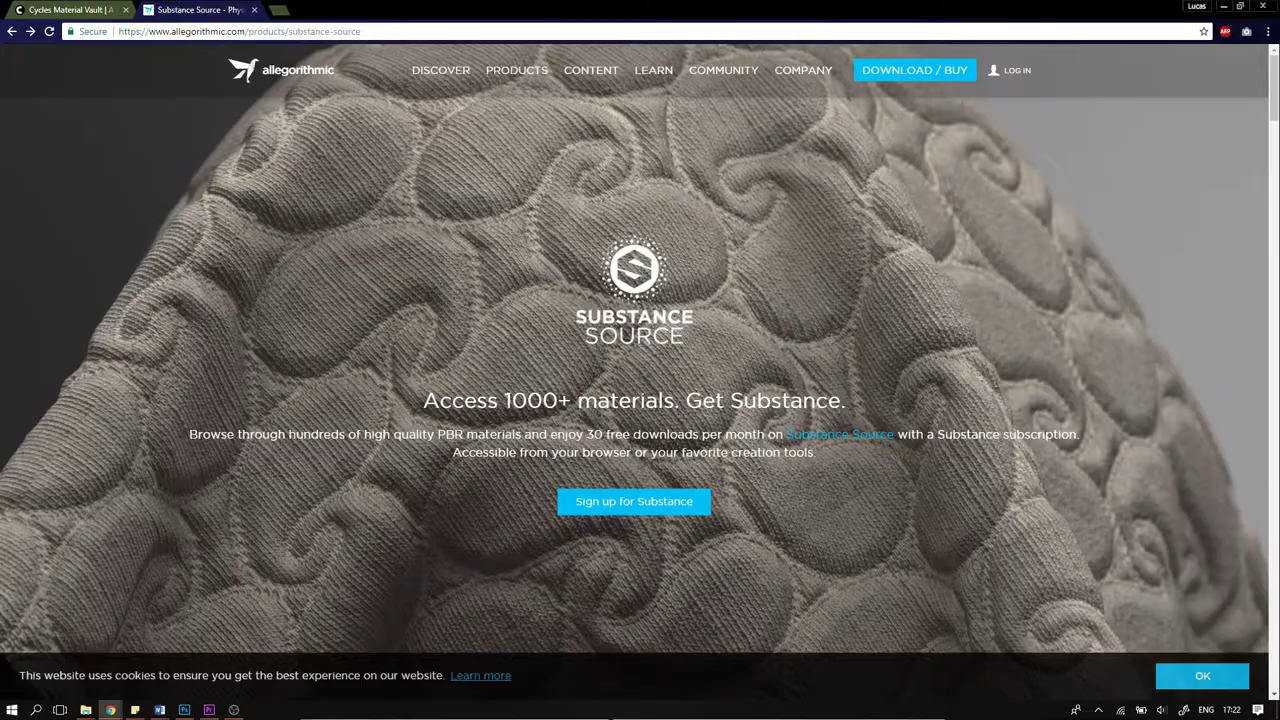 Cycles Material Vault | A
Substance Source - Phys
Lucas
Secure
https://www.allegorithmic.com/products/substance-source
ABP
allegorithmic
DISCOVER
PRODUCTS
CONTENT
LEARN
COMMUNITY
COMPANY
DOWNLOAD / BUY
LOG IN
SUBSTANCE
SOURCE
Access 1000+ materials. Get Substance.
Browse through hundreds of high quality PBR materials and enjoy 30 free downloads per month on Substance Source with a Substance subscription.
Accessible from your browser or your favorite creation tools.
Sign up for Substance
This website uses cookies to ensure you get the best experience on our website. Learn more
OK
ENG
17:22